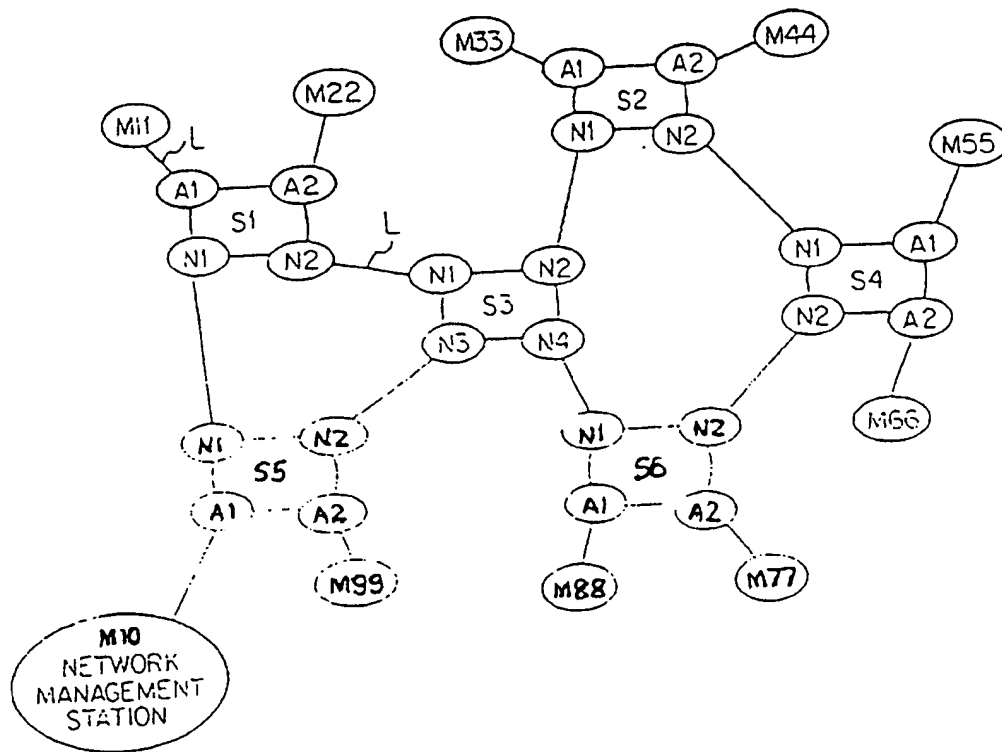 M33
M44
A1
A2
S2
N1
N2
M22
M11
L
A1
A2
S1
N1
N2
L
M55
N1
A1
S4
N2
A2
M66
N1
N2
S3
N3
N4
N1
N2
S5
A1
A2
M99
N1
N2
S6
A1
A2
M88
M77
M10
NETWORK
MANAGEMENT
STATION